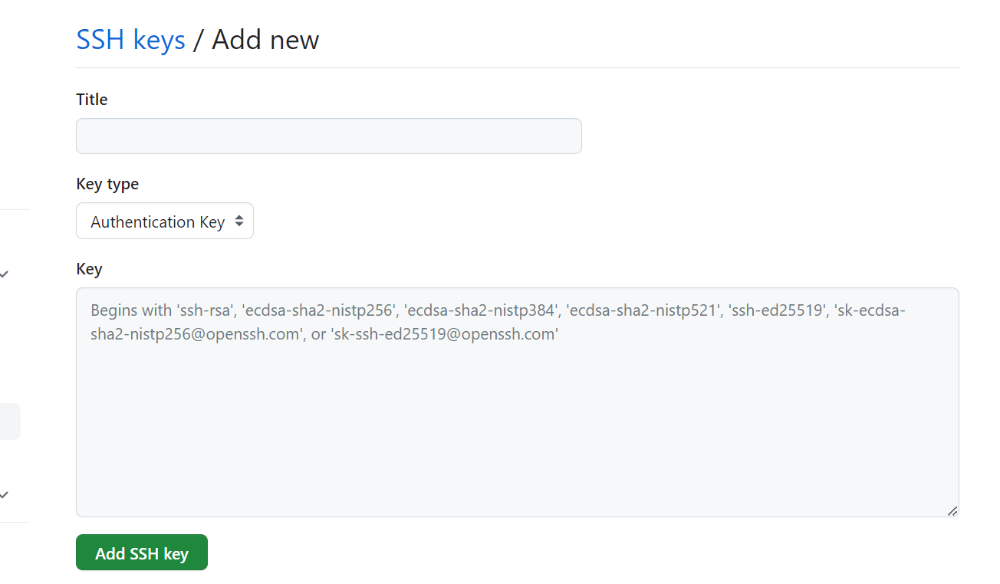 SSH keys / Add new
Title
Key type
Authentication Key
Key
Begins with 'ssh-rsa', 'ecdsa-sha2-nistp256', 'ecdsa-sha2-nistp384', 'ecdsa-sha2-nistp521', 'ssh-ed25519', 'sk-ecdsa-
sha2-nistp256@openssh.com', or 'sk-ssh-ed25519@openssh.com'
Add SSH key